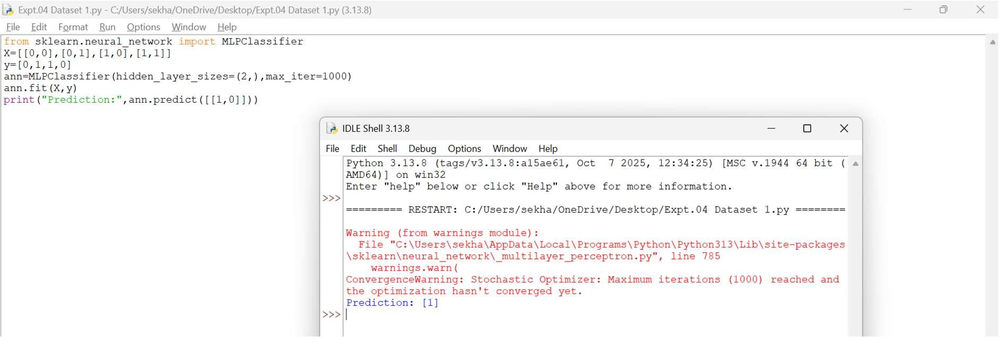 Expt.04 Dataset 1.py - C:/Users/sekha/OneDrive/Desktop/Expt.04 Dataset 1.py (3.13.8)
File Edit Format Run Options Window Help
from sklearn.neural_network import MLPClassifier
X=[[0,0],[0,1],[1,0],[1,1]]
y=[0,1,1,0]
ann=MLPClassifier(hidden_layer_sizes=(2,),max_iter=1000)
ann.fit(X,y)
print("Prediction:",ann.predict([[1,0]]))
IDLE Shell 3.13.8
File Edit Shell Debug Options Window Help
Python 3.13.8 (tags/v3.13.8:a15ae61, Oct  7 2025, 12:34:25) [MSC v.1944 64 bit (
AMD64)] on win32
Enter "help" below or click "Help" above for more information.
>>>
========= RESTART: C:/Users/sekha/OneDrive/Desktop/Expt.04 Dataset 1.py ========
Warning (from warnings module):
  File "C:\Users\sekha\AppData\Local\Programs\Python\Python313\Lib\site-packages
\sklearn\neural_network\_multilayer_perceptron.py", line 785
    warnings.warn(
ConvergenceWarning: Stochastic Optimizer: Maximum iterations (1000) reached and
the optimization hasn't converged yet.
Prediction: [1]
>>>